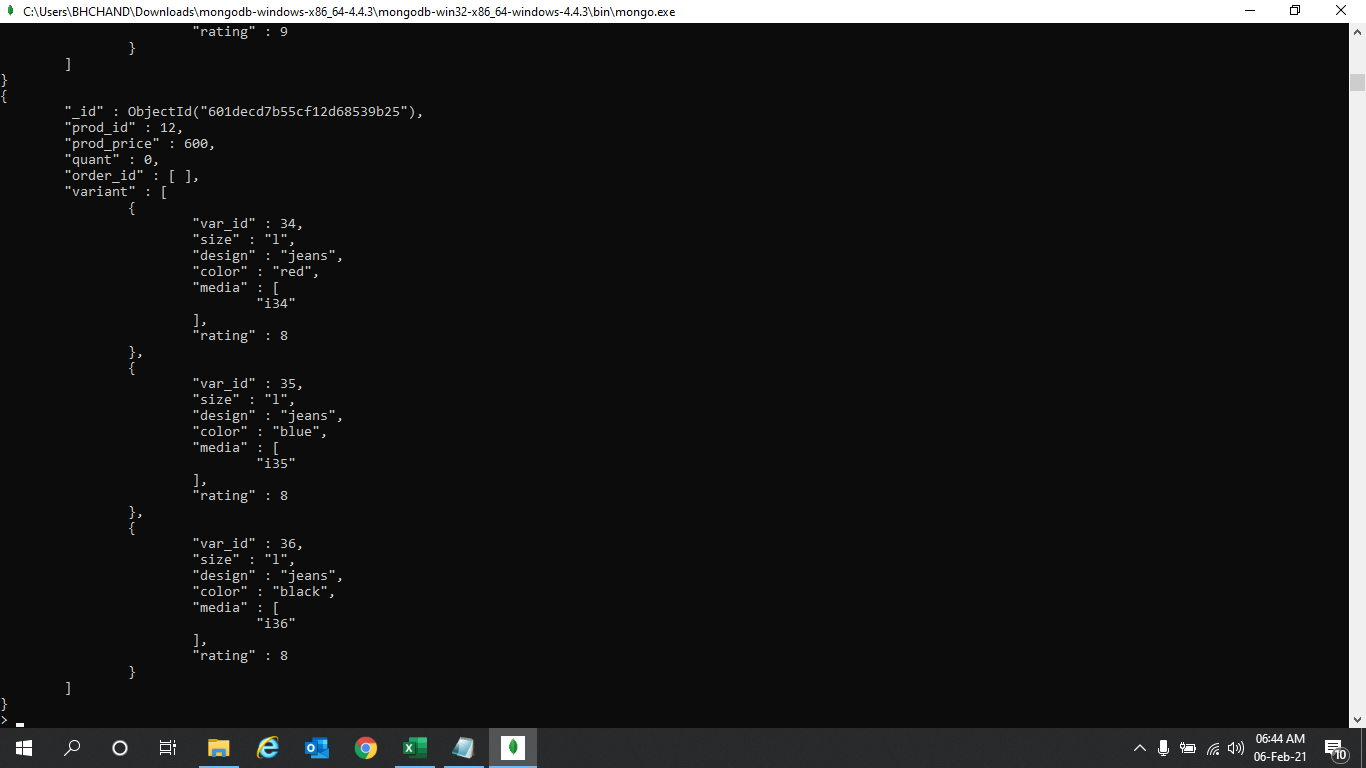 C:\Users\BHCHAND\Downloads\mongodb-windows-x86_64-4.4.3\mongodb-win32-x86_64-windows-4.4.3\bin\mongo.exe
"rating" : 9
}
]
}
{
"_id" : ObjectId("601decd7b55cf12d68539b25"),
"prod_id" : 12,
"prod_price" : 600,
"quant" : 0,
"order_id" : [ ],
"variant" : [
{
"var_id" : 34,
"size" : "l",
"design" : "jeans",
"color" : "red",
"media" : [
"i34"
],
"rating" : 8
},
{
"var_id" : 35,
"size" : "l",
"design" : "jeans",
"color" : "blue",
"media" : [
"i35"
],
"rating" : 8
},
{
"var_id" : 36,
"size" : "l",
"design" : "jeans",
"color" : "black",
"media" : [
"i36"
],
"rating" : 8
}
]
}
>
06:44 AM
06-Feb-21
10